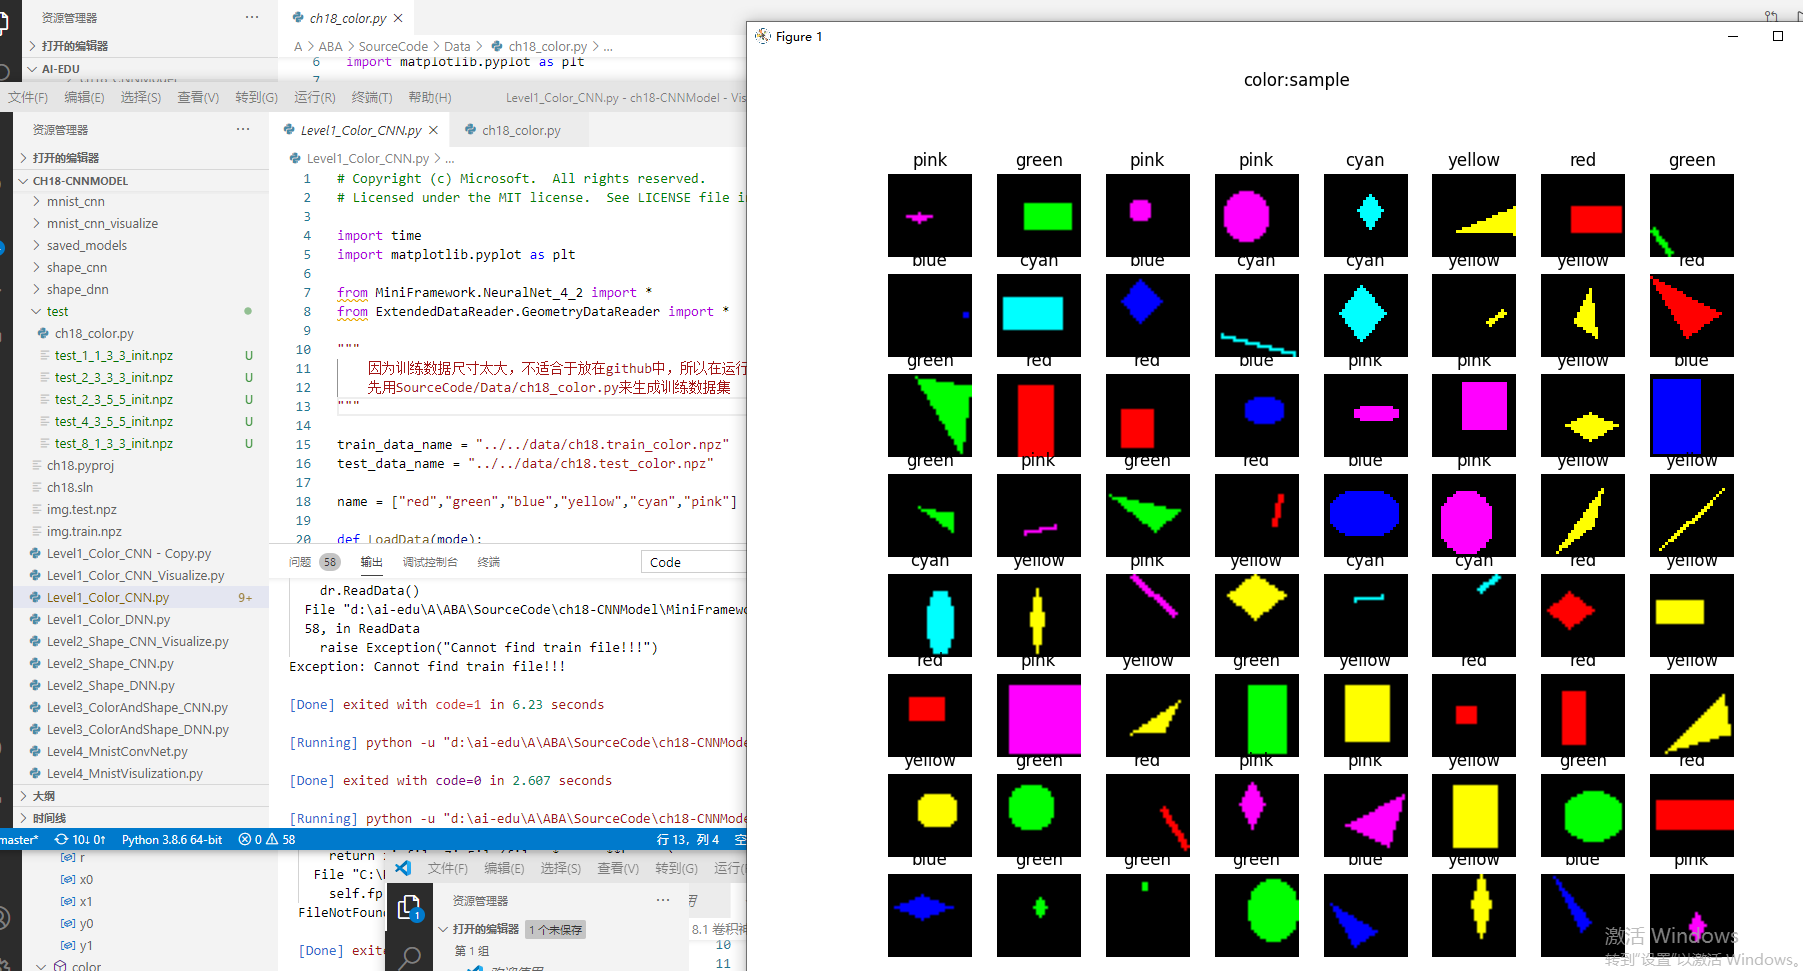 资源管理器
ch18_color.py
打开的编辑器
A > ABA > SourceCode > Data > ch18_color.py > ...
AI-EDU
6 import matplotlib.pyplot as plt
7
文件(F) 编辑(E) 选择(S) 查看(V) 转到(G) 运行(R) 终端(T) 帮助(H) Level1_Color_CNN.py - ch18-CNNModel - Vis
资源管理器
打开的编辑器
CH18-CNNMODEL
mnist_cnn
mnist_cnn_visualize
saved_models
shape_cnn
shape_dnn
test
ch18_color.py
test_1_1_3_3_init.npz U
test_2_3_3_3_init.npz U
test_2_3_5_5_init.npz U
test_4_3_5_5_init.npz U
test_8_1_3_3_init.npz U
ch18.pyproj
ch18.sln
img.test.npz
img.train.npz
Level1_Color_CNN - Copy.py
Level1_Color_CNN_Visualize.py
Level1_Color_CNN.py 9+
Level1_Color_DNN.py
Level2_Shape_CNN_Visualize.py
Level2_Shape_CNN.py
Level2_Shape_DNN.py
Level3_ColorAndShape_CNN.py
Level3_ColorAndShape_DNN.py
Level4_MnistConvNet.py
Level4_MnistVisulization.py
大纲
时间线
Level1_Color_CNN.py ch18_color.py
Level1_Color_CNN.py > ...
1 # Copyright (c) Microsoft.  All rights reserved.
2 # Licensed under the MIT license.  See LICENSE file i
3
4 import time
5 import matplotlib.pyplot as plt
6
7 from MiniFramework.NeuralNet_4_2 import *
8 from ExtendedDataReader.GeometryDataReader import *
9
10 """
11 因为训练数据尺寸太大，不适合于放在github中，所以在运行
12 先用SourceCode/Data/ch18_color.py来生成训练数据集
13 """
14
15 train_data_name = "../../data/ch18.train_color.npz"
16 test_data_name = "../../data/ch18.test_color.npz"
17
18 name = ["red","green","blue","yellow","cyan","pink"]
19
20 def LoadData(mode):
问题 58 输出 调试控制台 终端 Code
dr.ReadData()
File "d:\ai-edu\A\ABA\SourceCode\ch18-CNNModel\MiniFramew
58, in ReadData
raise Exception("Cannot find train file!!!")
Exception: Cannot find train file!!!
[Done] exited with code=1 in 6.23 seconds
[Running] python -u "d:\ai-edu\A\ABA\SourceCode\ch18-CNNMode
[Done] exited with code=0 in 2.607 seconds
[Running] python -u "d:\ai-edu\A\ABA\SourceCode\ch18-CNNMode
master* 10↓ 0↑ Python 3.8.6 64-bit 0 58 行 13，列 4 空
r
x0
x1
y0
y1
color
File "C:\
self.fp
FileNotFoun
[Done] exite
文件(F) 编辑(E) 选择(S) 查看(V) 转到(G) 运行(
资源管理器
打开的编辑器 1 个未保存
第 1 组
1
10
11
Figure 1
color:sample
pink green pink pink cyan yellow red green
blue cyan blue cyan cyan yellow yellow red
green red red blue pink pink yellow blue
green pink green red blue pink yellow yellow
cyan yellow pink yellow cyan cyan red yellow
red pink yellow green yellow red red yellow
yellow green red pink pink yellow green red
blue green green green blue yellow blue pink
激活 Windows
转到"设置"以激活 Windows。